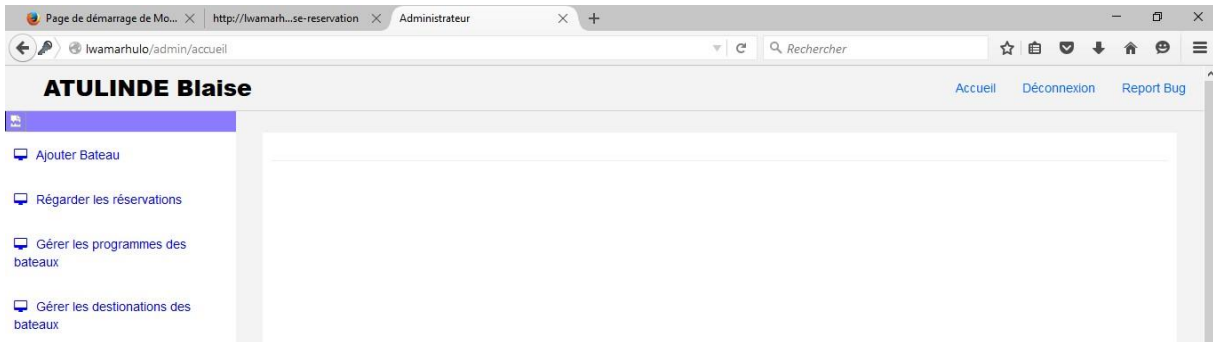 Page de démarrage de Mo...
http://lwamarh...se-reservation
Administrateur
lwamarhulo/admin/accueil
Rechercher
ATULINDE Blaise
Accueil
Déconnexion
Report Bug
Ajouter Bateau
Régarder les réservations
Gérer les programmes des
bateaux
Gérer les destionations des
bateaux